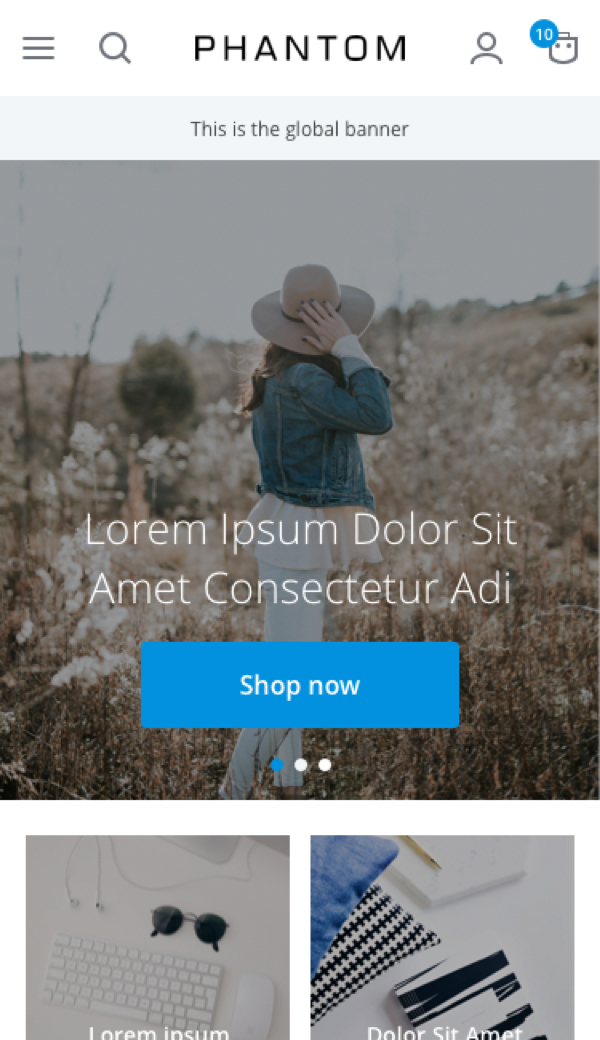 PHANTOM
10
This is the global banner
Lorem Ipsum Dolor Sit
Amet Consectetur Adi
Shop now
Lorem ipsum
Dolor Sit Amet